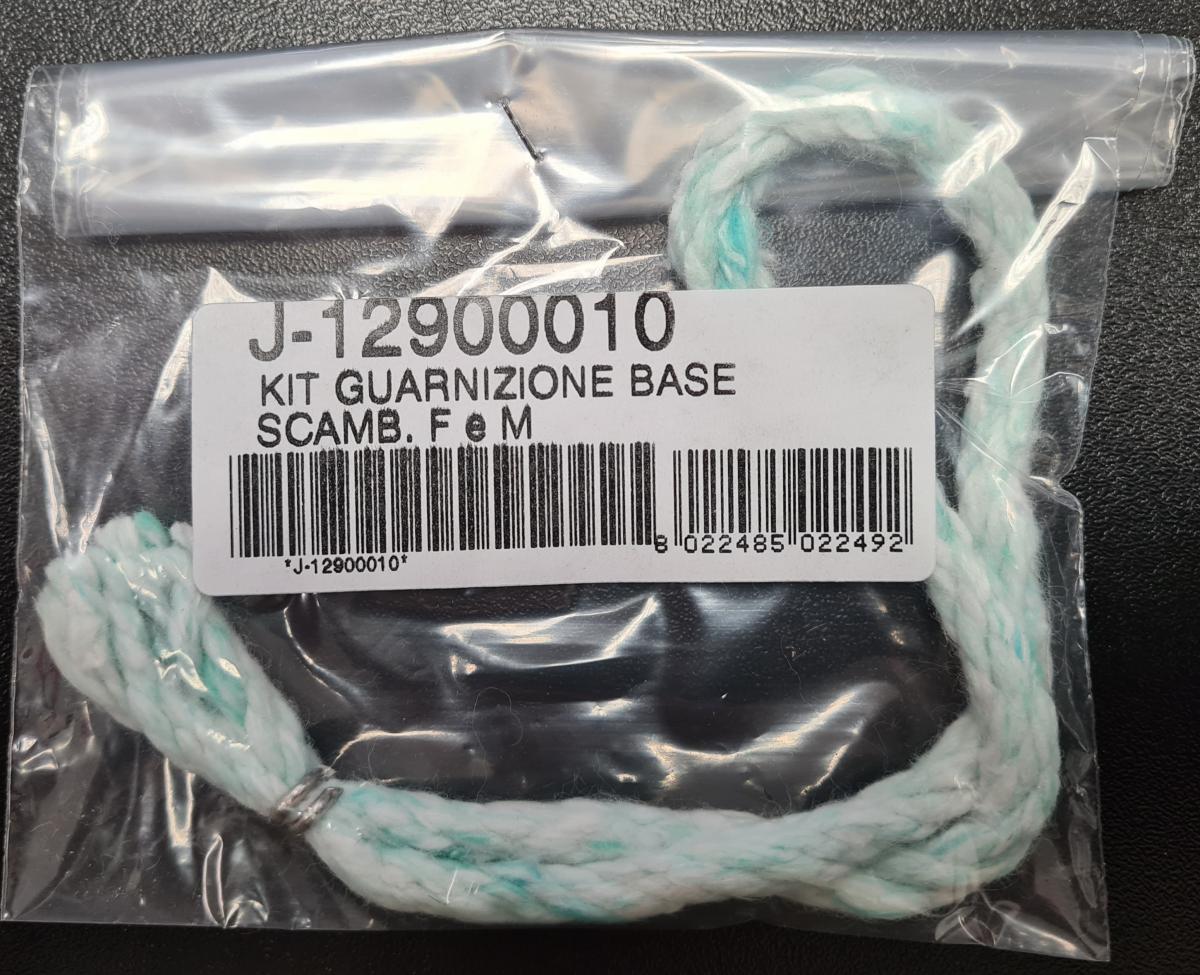 J-12900010
KIT GUARNIZIONE BASE
SCAMB. F e M
*J-12900010*
8 022485 022492